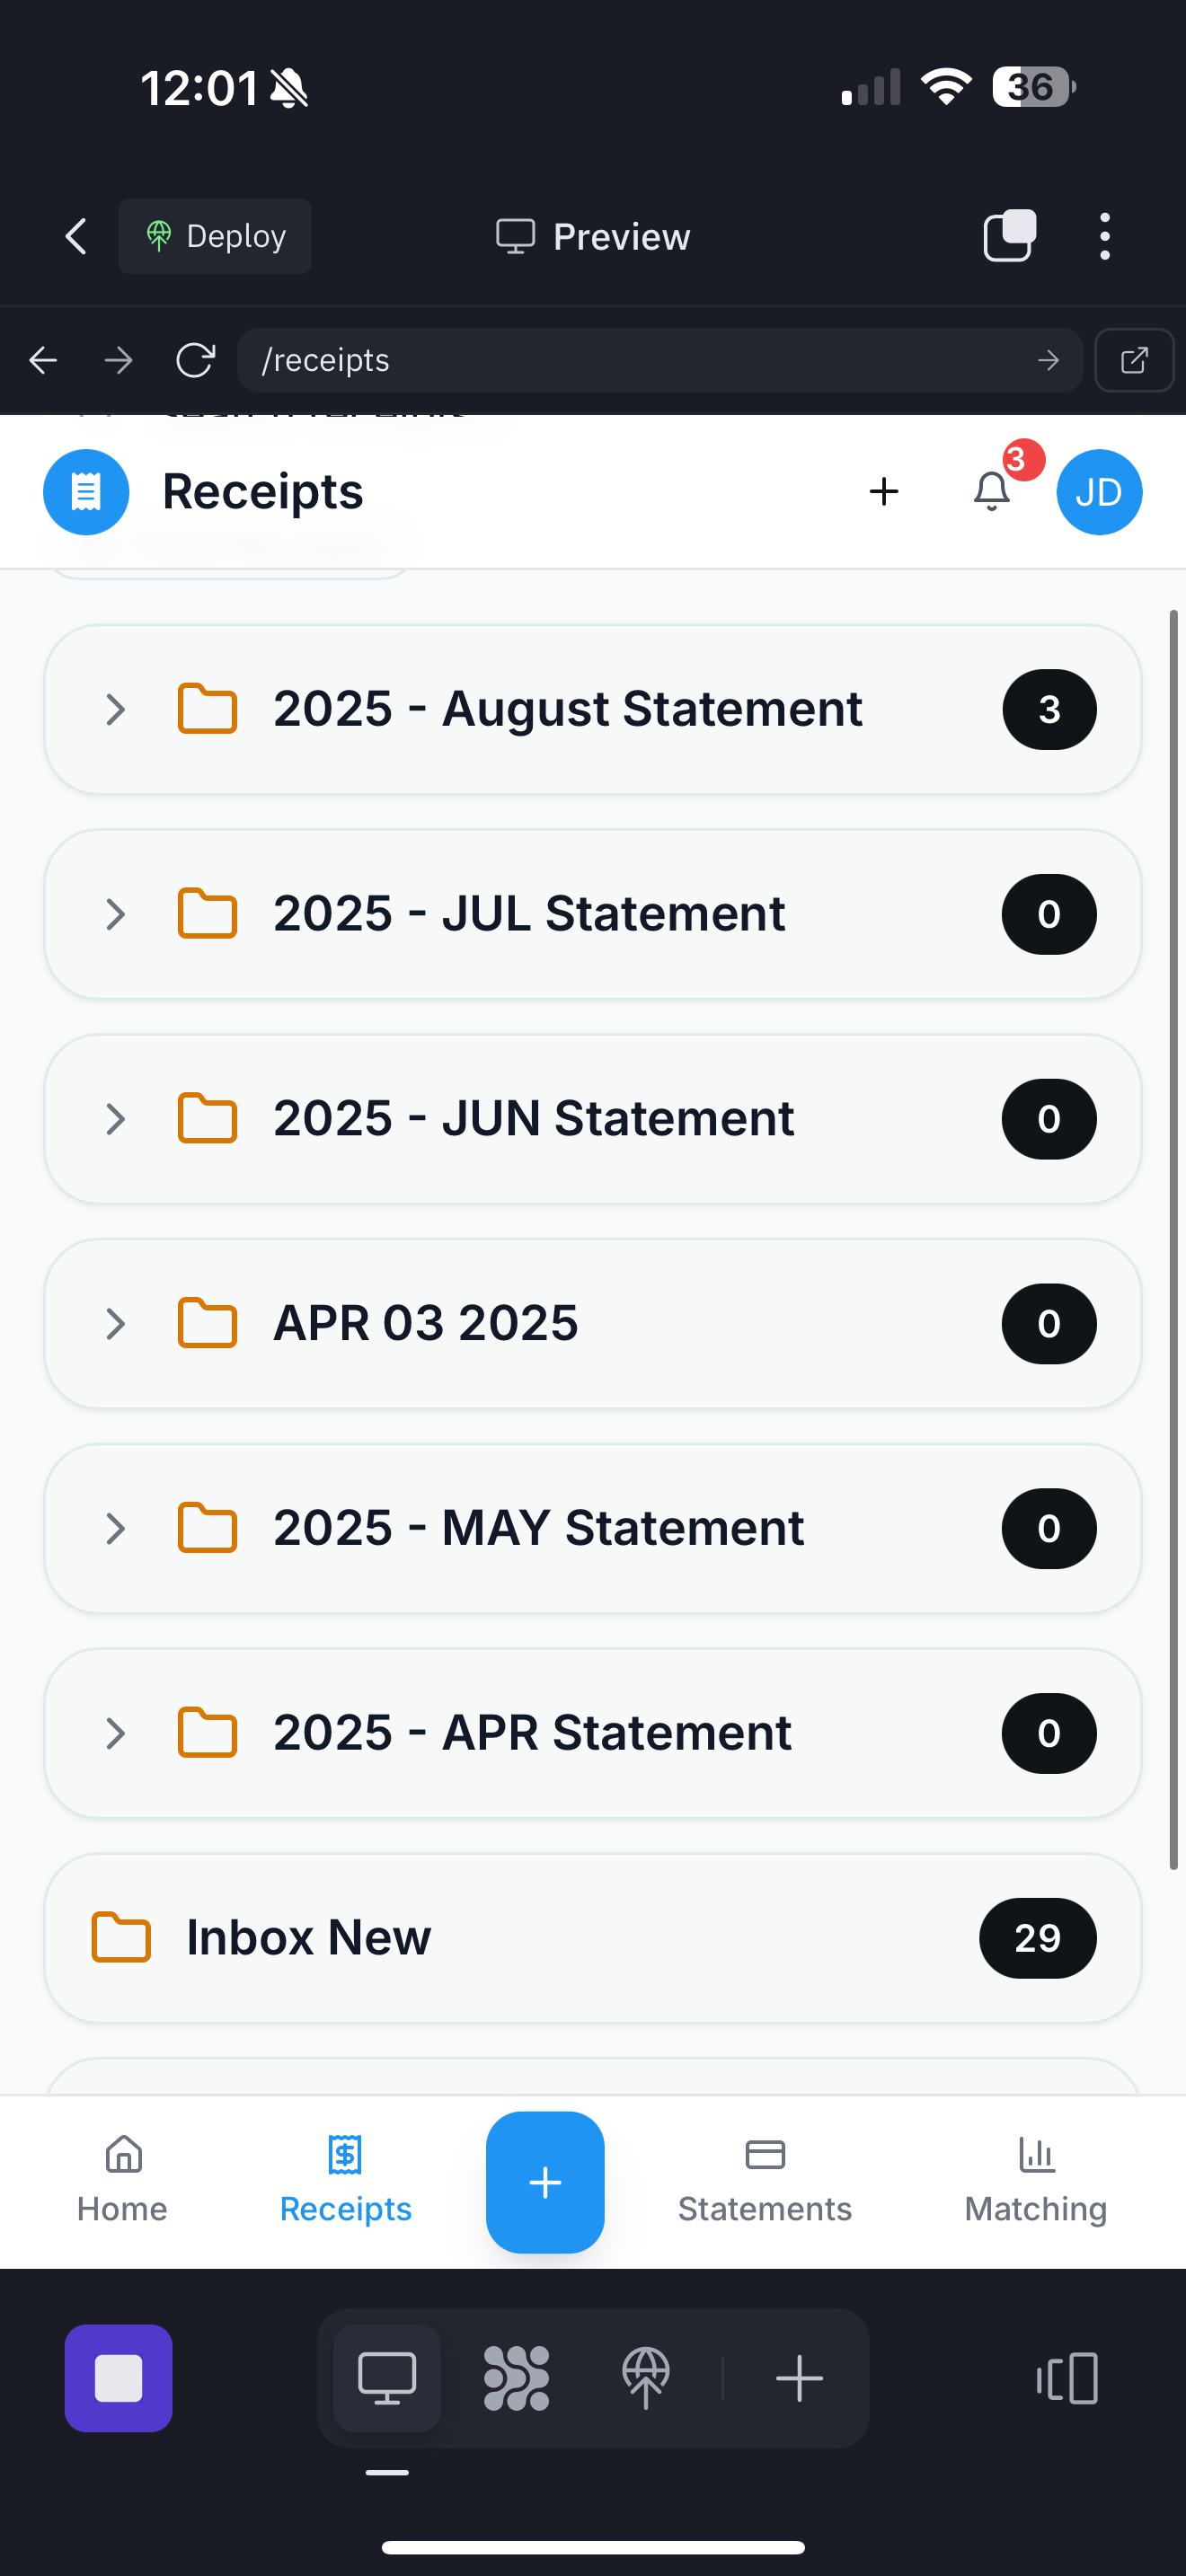 12:01
36
Deploy
Preview
/receipts
Receipts
3
JD
2025 - August Statement
3
2025 - JUL Statement
0
2025 - JUN Statement
0
APR 03 2025
0
2025 - MAY Statement
0
2025 - APR Statement
0
Inbox New
29
Home
Receipts
Statements
Matching